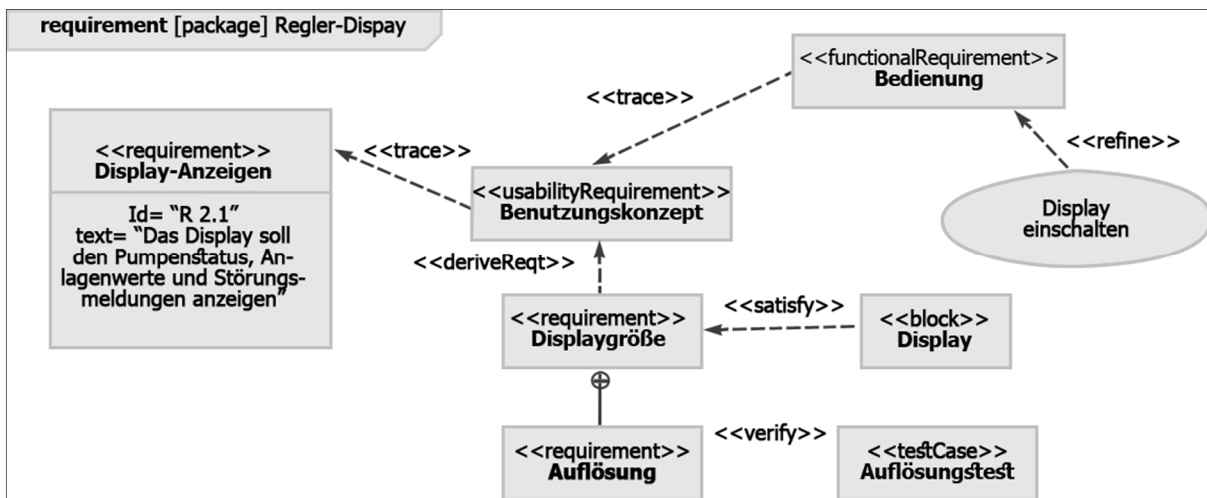 requirement [package] Regler-Dispay
<<functionalRequirement>>
Bedienung
<<trace>>
<<refine>>
<<requirement>>
Display-Anzeigen
<<trace>>
<<usabilityRequirement>>
Benutzungskonzept
Display
einschalten
Id= “R 2.1”
text= “Das Display soll
den Pumpenstatus, An-
lagenwerte und Störungs-
meldungen anzeigen”
<<deriveReqt>>
<<requirement>>
Displaygröße
<<satisfy>>
<<block>>
Display
<<requirement>>
Auflösung
<<verify>>
<<testCase>>
Auflösungstest